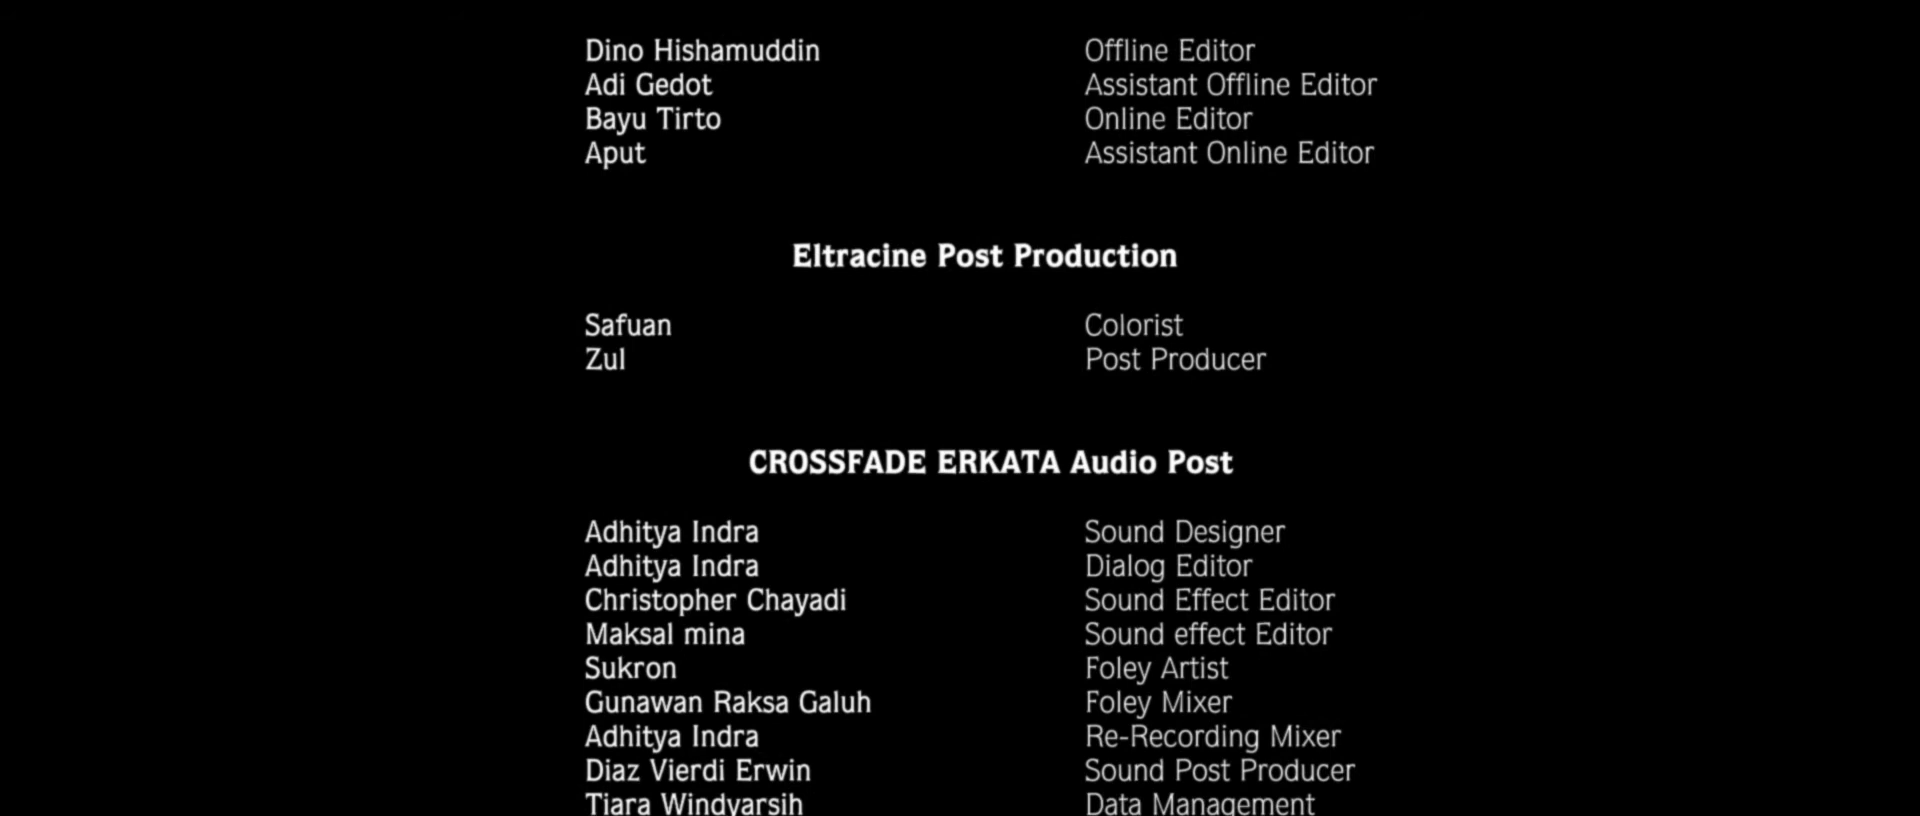 Dino Hishamuddin Offline Editor
Adi Gedot Assistant Offline Editor
Bayu Tirto Online Editor
Aput Assistant Online Editor
Eltracine Post Production
Safuan Colorist
Zul Post Producer
CROSSFADE ERKATA Audio Post
Adhitya Indra Sound Designer
Adhitya Indra Dialog Editor
Christopher Chayadi Sound Effect Editor
Maksal mina Sound effect Editor
Sukron Foley Artist
Gunawan Raksa Galuh Foley Mixer
Adhitya Indra Re-Recording Mixer
Diaz Vierdi Erwin Sound Post Producer
Tiara Windyarsih Data Management